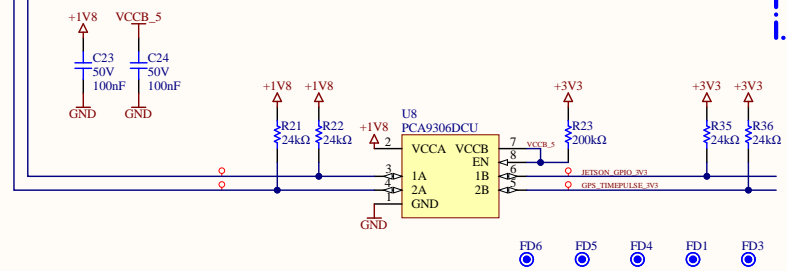 +1V8
VCCB_5
C23
50V
100nF
C24
50V
100nF
GND
GND
+1V8
+1V8
+3V3
+3V3
+3V3
R21
24kΩ
R22
24kΩ
+1V8
U8
PCA9306DCU
R23
200kΩ
R35
24kΩ
R36
24kΩ
2
VCCA
VCCB
7
VCCB_5
EN
8
3
1A
1B
6
JETSON_GPIO_3V3
4
2A
2B
5
GPS_TIMEPULSE_3V3
1
GND
GND
FD6
FD5
FD4
FD1
FD3